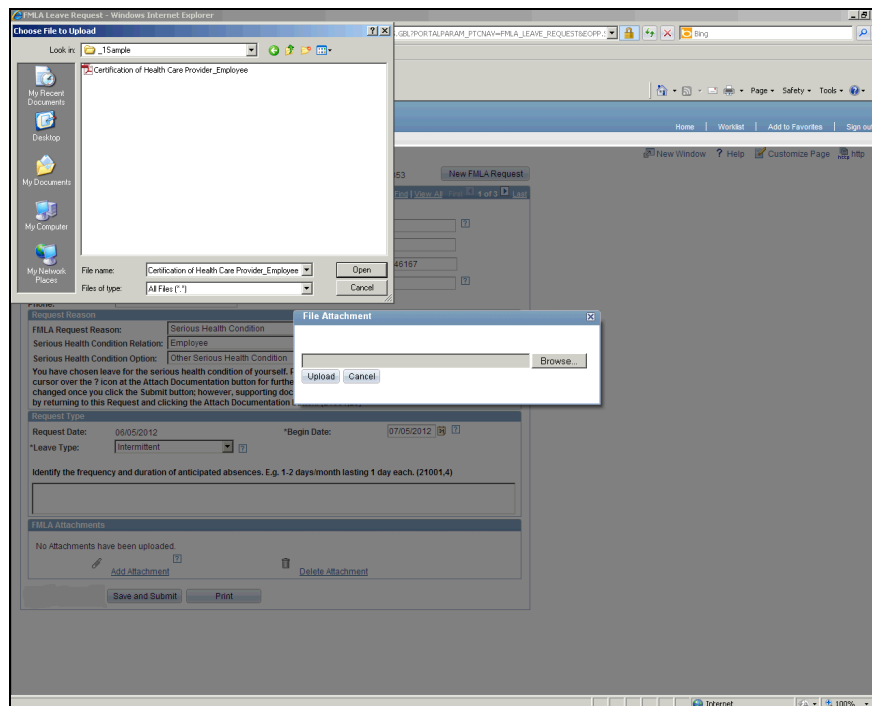 FMLA Leave Request - Windows Internet Explorer
Choose File to Upload
Look in: _1Sample
.GBL?PORTALPARAM_PTCNAV=FMLA_LEAVE_REQUEST&EOPP.
Bing
Certification of Health Care Provider_Employee
My Recent Documents
Desktop
My Documents
My Computer
My Network Places
File name: Certification of Health Care Provider_Employee Open
Files of type: All Files (*.*) Cancel
Page Safety Tools
Home | Worklist | Add to Favorites | Sign out
New Window ? Help Customize Page http
353 New FMLA Request
Find | View All First 1 of 3 Last
?
46167
?
Phone:
Request Reason
FMLA Request Reason: Serious Health Condition
Serious Health Condition Relation: Employee
Serious Health Condition Option: Other Serious Health Condition
You have chosen leave for the serious health condition of yourself.
cursor over the ? icon at the Attach Documentation button for furthe
changed once you click the Submit button; however, supporting doc
by returning to this Request and clicking the Attach Documentation
File Attachment
Browse...
Upload Cancel
Request Type
Request Date: 06/05/2012 *Begin Date: 07/05/2012 ?
*Leave Type: Intermittent ?
Identify the frequency and duration of anticipated absences. E.g. 1-2 days/month lasting 1 day each. (21001,4)
FMLA Attachments
No Attachments have been uploaded.
?
Add Attachment Delete Attachment
Save and Submit Print
Internet 100%